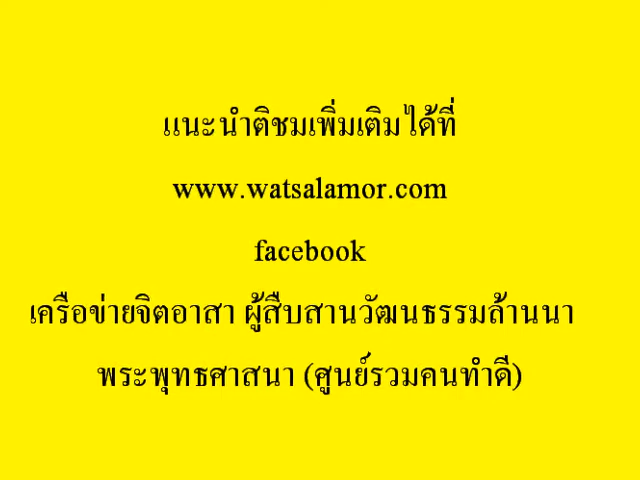 แนะนำติชมเพิ่มเติมได้ที่
www.watsalamor.com
facebook
เครือข่ายจิตอาสา ผู้สืบสานวัฒนธรรมล้านนา
พระพุทธศาสนา (ศูนย์รวมคนทำดี)